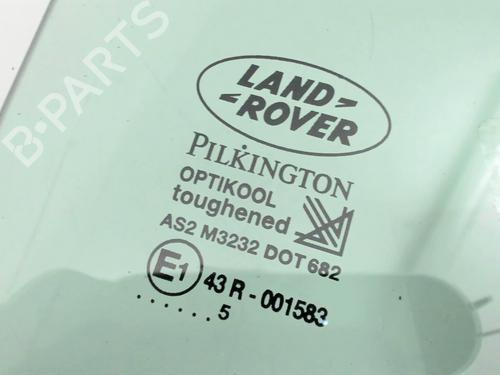 B-PARTS
LAND
ROVER
PILKINGTON
OPTIKOOL
toughened
AS2 M3232 DOT 682
E1 43 R - 001583
......5